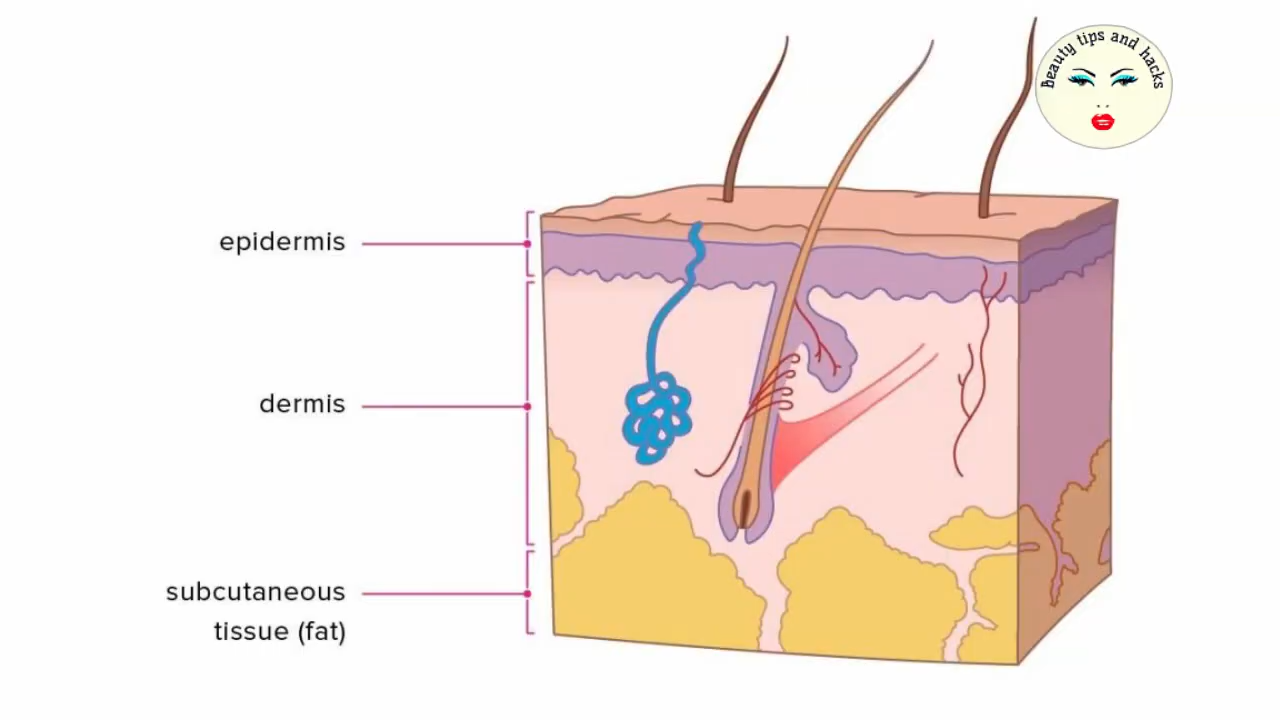 beauty tips and hacks
epidermis
dermis
subcutaneous
tissue (fat)